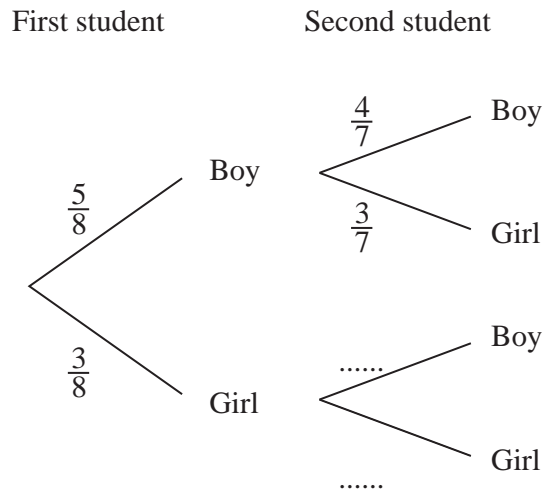 First student Second student
4/7 Boy
Boy
5/8
3/7 Girl
3/8
...... Boy
Girl
Girl
......